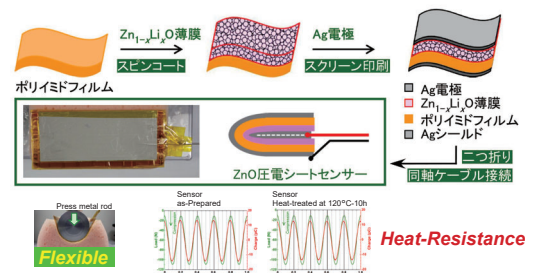 Zn₁₋ₓLiₓO薄膜
スピンコート
Ag電極
スクリーン印刷
ポリイミドフィルム
Ag電極
Zn₁₋ₓLiₓO薄膜
ポリイミドフィルム
Agシールド
ZnO圧電シートセンサー
二つ折り
同軸ケーブル接続
Press metal rod
Flexible
Sensor
as-Prepared
Sensor
Heat-treated at 120°C-10h
Heat-Resistance